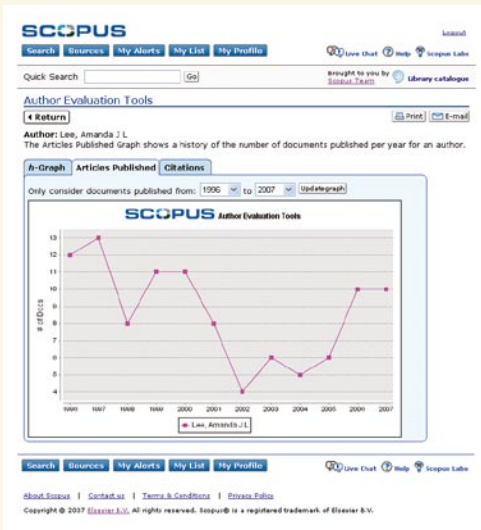 SCOPUS
Logout
Search Sources My Alerts My List My Profile Live Chat Help Scopus Labs
Quick Search Go Brought to you by Scopus Team Library catalogue
Author Evaluation Tools
Return Print E-mail
Author: Lee, Amanda J L
The Articles Published Graph shows a history of the number of documents published per year for an author.
h-Graph Articles Published Citations
Only consider documents published from: 1996 to 2007 Update graph
SCOPUS Author Evaluation Tools
13
12
11
10
9
8
7
6
5
4
# of Docs
1996 1997 1998 1999 2000 2001 2002 2003 2004 2005 2006 2007
Lee, Amanda J L
Search Sources My Alerts My List My Profile Live Chat Help Scopus Labs
About Scopus | Contact us | Terms & Conditions | Privacy Policy
Copyright © 2007 Elsevier B.V. All rights reserved. Scopus® is a registered trademark of Elsevier B.V.